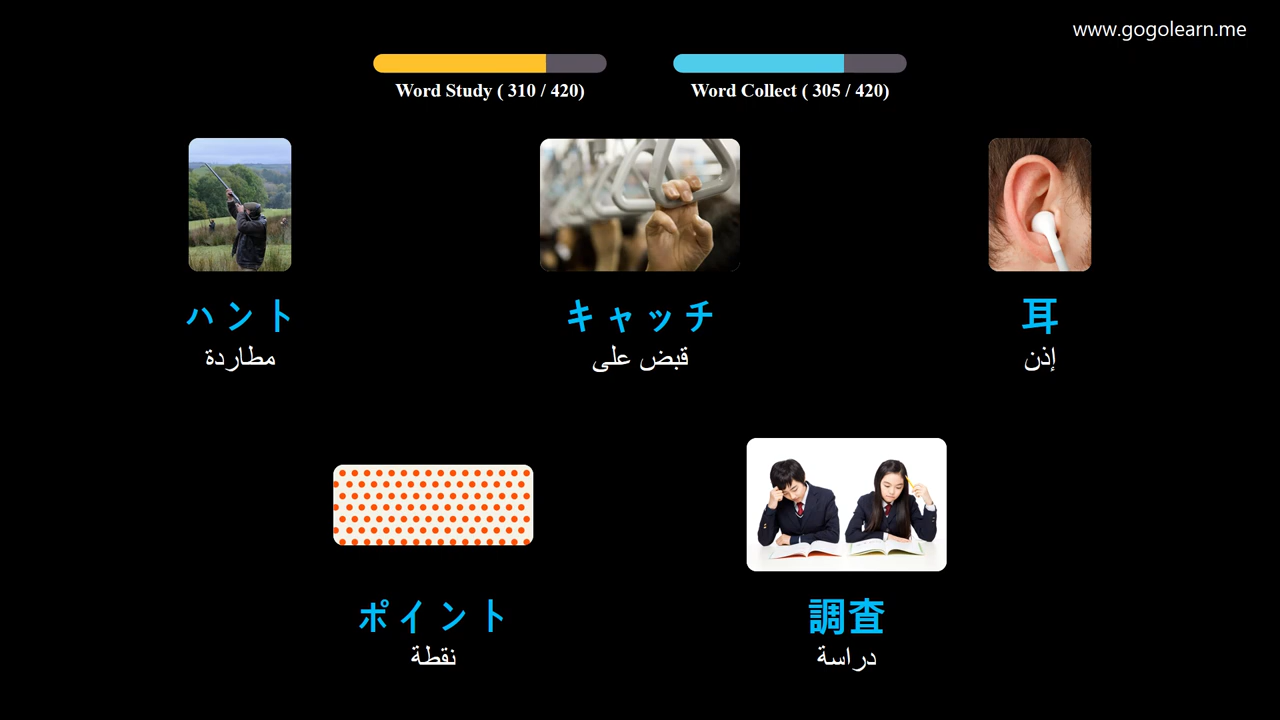 www.gogolearn.me
Word Study ( 310 / 420)
Word Collect ( 305 / 420)
ハント
مطاردة
キャッチ
قبض على
耳
إذن
ポイント
نقطة
調査
دراسة